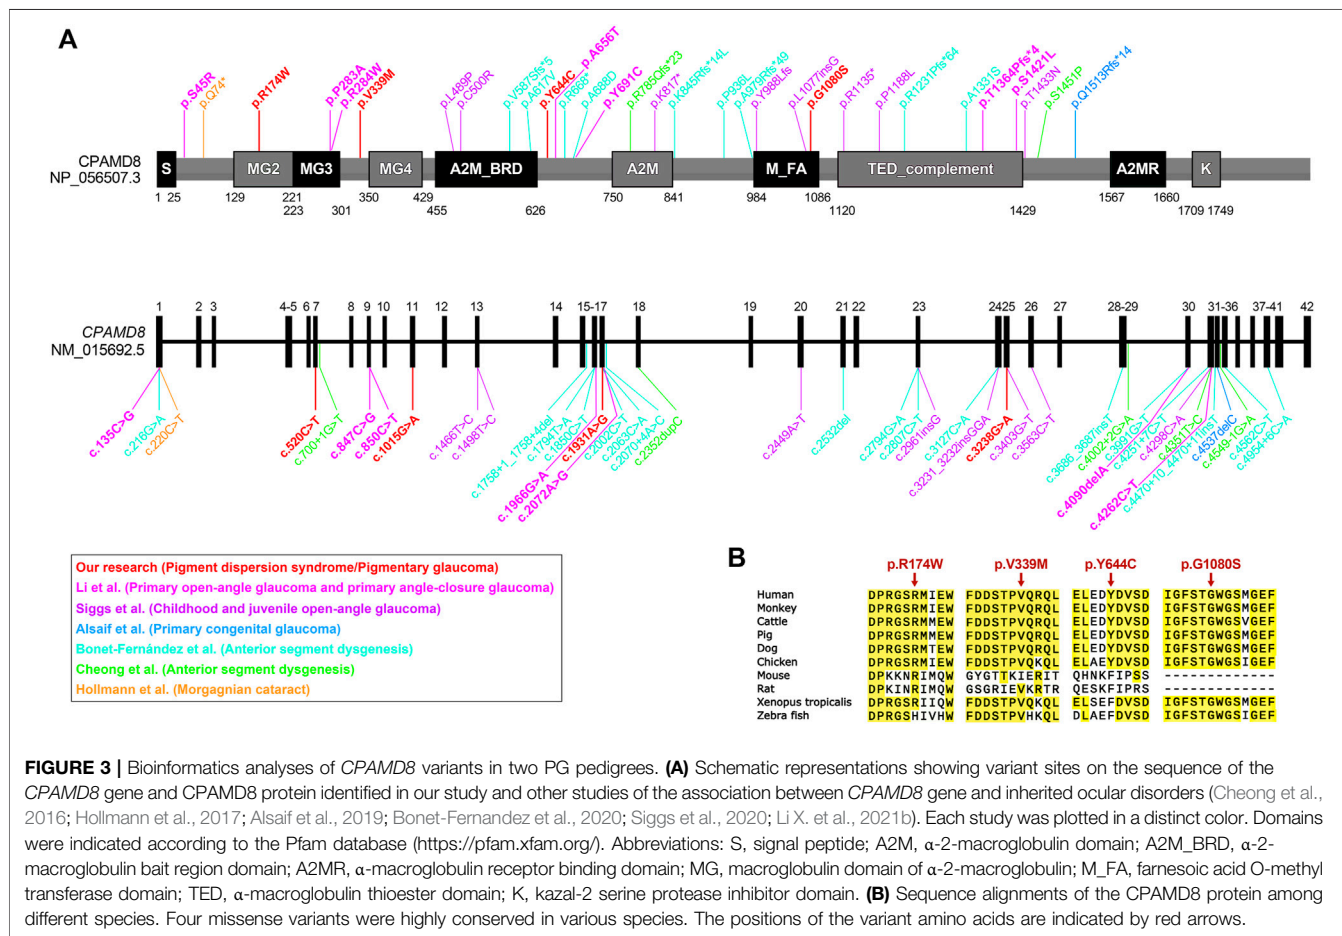 A
p.S45R
p.Q74*
p.R174W
p.P283A
p.R284W
p.V339M
p.L489P
p.C500R
p.V587Sfs*5
p.A617V
p.Y644C
p.A656T
p.R668*
p.A688D
p.Y691C
p.R785Qfs*23
p.K817*
p.K845Rfs*14L
p.P936L
p.A979Rfs*49
p.Y988Lfs
p.L1077insG
p.G1080S
p.R1135*
p.P1188L
p.R1231Pfs*64
p.A1331S
p.T1364Pfs*4
p.S1421L
p.T1433N
p.S1451P
p.Q1513Rfs*14
CPAMD8
NP_056507.3
S MG2 MG3 MG4 A2M_BRD A2M M_FA TED_complement A2MR K
1 25 129 221 350 429 626 750 841 984 1086 1429 1567 1660 1749
223 301 455 1120 1709
1 2 3 4-5 6 7 8 9 10 11 12 13 14 15-17 18 19 20 21 22 23 2425 26 27 28-29 30 31-36 37-41 42
CPAMD8
NM_015692.5
c.135C>G
c.216G>A
c.220C>T
c.520C>T
c.700+1G>T
c.847C>G
c.850C>T
c.1015G>A
c.1466T>C
c.1498T>C
c.1758+1_1758+4del
c.1794T>A
c.1850C>T
c.1931A>G
c.1966G>A
c.2072A>G
c.2002C>T
c.2063C>A
c.2070+4A>C
c.2352dupC
c.2449A>T
c.2532del
c.2794G>A
c.2807C>T
c.2961insG
c.3127C>A
c.3231_3232insGGA
c.3238G>A
c.3403G>T
c.3563C>T
c.3686_3687insT
c.4002+2G>A
c.3991G>T
c.4090delA
c.4251+7C>T
c.4298C>A
c.4262C>T
c.4351T>C
c.4470+10_4470+11insT
c.4537delC
c.4549-1G>A
c.4582C>T
c.4954+6C>A
Our research (Pigment dispersion syndrome/Pigmentary glaucoma)
Li et al. (Primary open-angle glaucoma and primary angle-closure glaucoma)
Siggs et al. (Childhood and juvenile open-angle glaucoma)
Alsaif et al. (Primary congenital glaucoma)
Bonet-Fernández et al. (Anterior segment dysgenesis)
Cheong et al. (Anterior segment dysgenesis)
Hollmann et al. (Morgagnian cataract)
B
p.R174W p.V339M p.Y644C p.G1080S
Human DPRGSRMIEW FDDSTPVQRQL ELEDYDVSD IGFSTGWGSMGEF
Monkey DPRGSRMMEW FDDSTPVQRQL ELEDYDVSD IGFSTGWGSMGEF
Cattle DPRGSRMMEW FDDSTPVQRQL ELEDYDVSD IGFSTGWGSVGEF
Pig DPRGSRMMEW FDDSTPVQRQL ELEDYDVSD IGFSTGWGSMGEF
Dog DPRGSRMTEW FDDSTPVQRQL ELEDYDVSD IGFSTGWGSMGEF
Chicken DPRGSRMTEW FDDSTPVQKQL ELAEYDVSD IGFSTGWGSIGEF
Mouse DPKKNRIMQW GYGTTKIERIT QHNKFIPSS -------------
Rat DPKINRIMQW GSGRIEVKRTR QESKFIPRS -------------
Xenopus tropicalis DPRGSRIIQW FDDSTPVQKQL ELSEFDVSD IGFSTGWGSMGEF
Zebra fish DPRGSHIVHW FDDSTPVHKQL DLAEFDVSD IGFSTGWGSIGEF
FIGURE 3 | Bioinformatics analyses of CPAMD8 variants in two PG pedigrees. (A) Schematic representations showing variant sites on the sequence of the
CPAMD8 gene and CPAMD8 protein identified in our study and other studies of the association between CPAMD8 gene and inherited ocular disorders (Cheong et al.,
2016; Hollmann et al., 2017; Alsaif et al., 2019; Bonet-Fernandez et al., 2020; Siggs et al., 2020; Li X. et al., 2021b). Each study was plotted in a distinct color. Domains
were indicated according to the Pfam database (https://pfam.xfam.org/). Abbreviations: S, signal peptide; A2M, α-2-macroglobulin domain; A2M_BRD, α-2-
macroglobulin bait region domain; A2MR, α-macroglobulin receptor binding domain; MG, macroglobulin domain of α-2-macroglobulin; M_FA, farnesoic acid O-methyl
transferase domain; TED, α-macroglobulin thioester domain; K, kazal-2 serine protease inhibitor domain. (B) Sequence alignments of the CPAMD8 protein among
different species. Four missense variants were highly conserved in various species. The positions of the variant amino acids are indicated by red arrows.